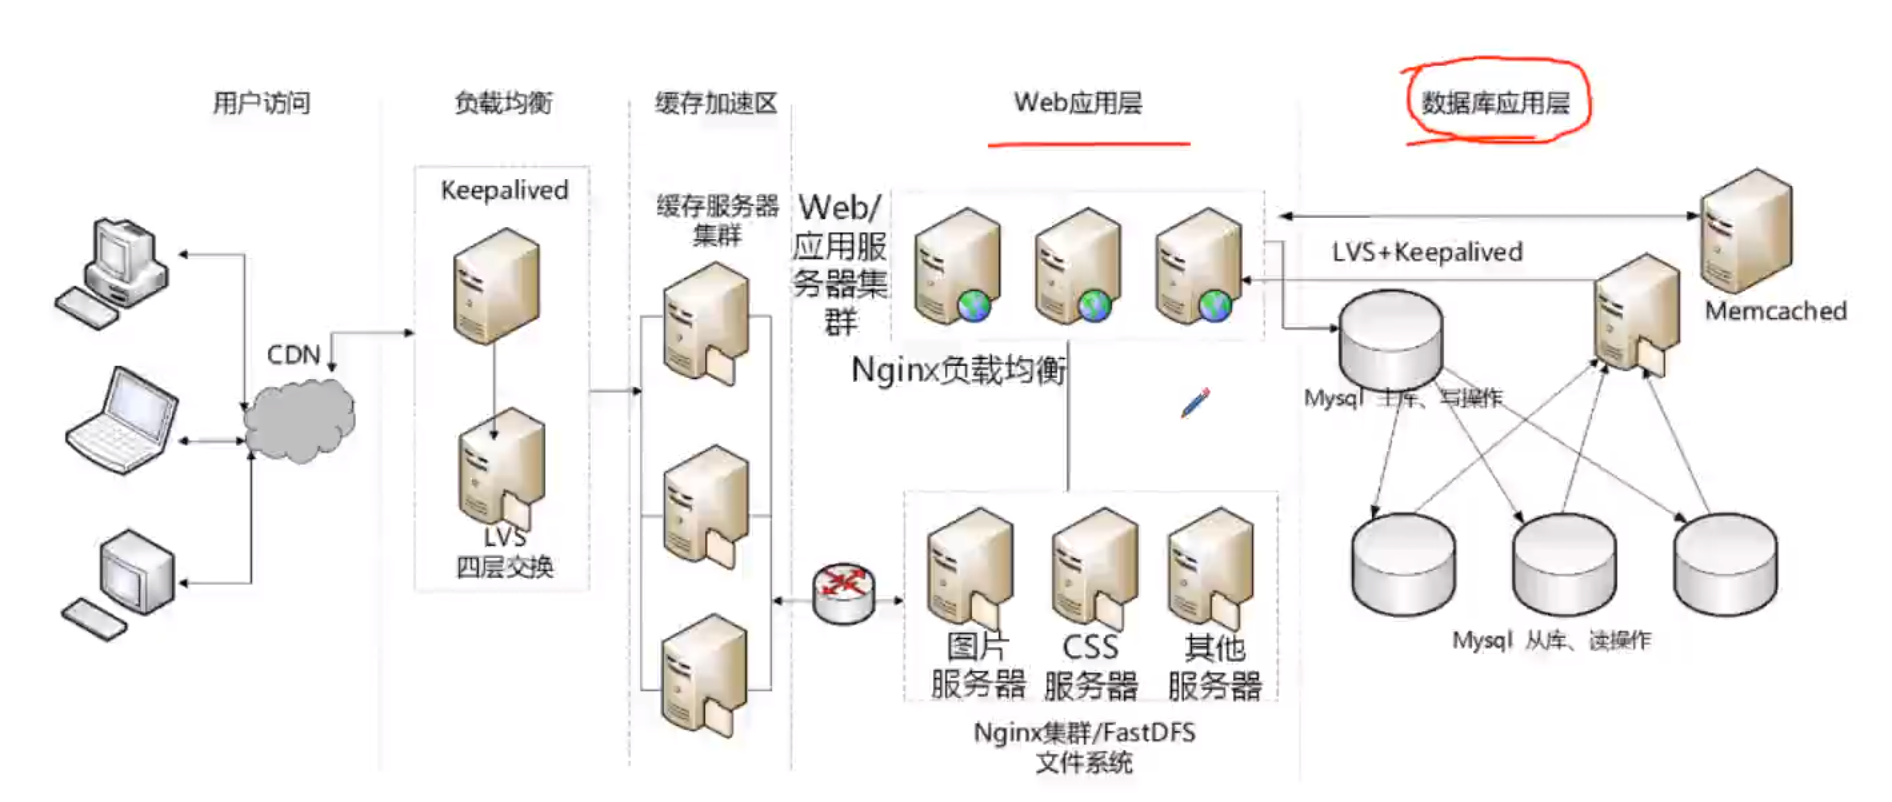 用户访问
负载均衡
缓存加速区
Web应用层
数据库应用层
Keepalived
缓存服务器
集群
Web/
应用服
务器集
群
LVS+Keepalived
Memcached
CDN
Nginx负载均衡
Mysql 主库、写操作
LVS
四层交换
图片
服务器
CSS
服务器
其他
服务器
Mysql 从库、读操作
Nginx集群/FastDFS
文件系统